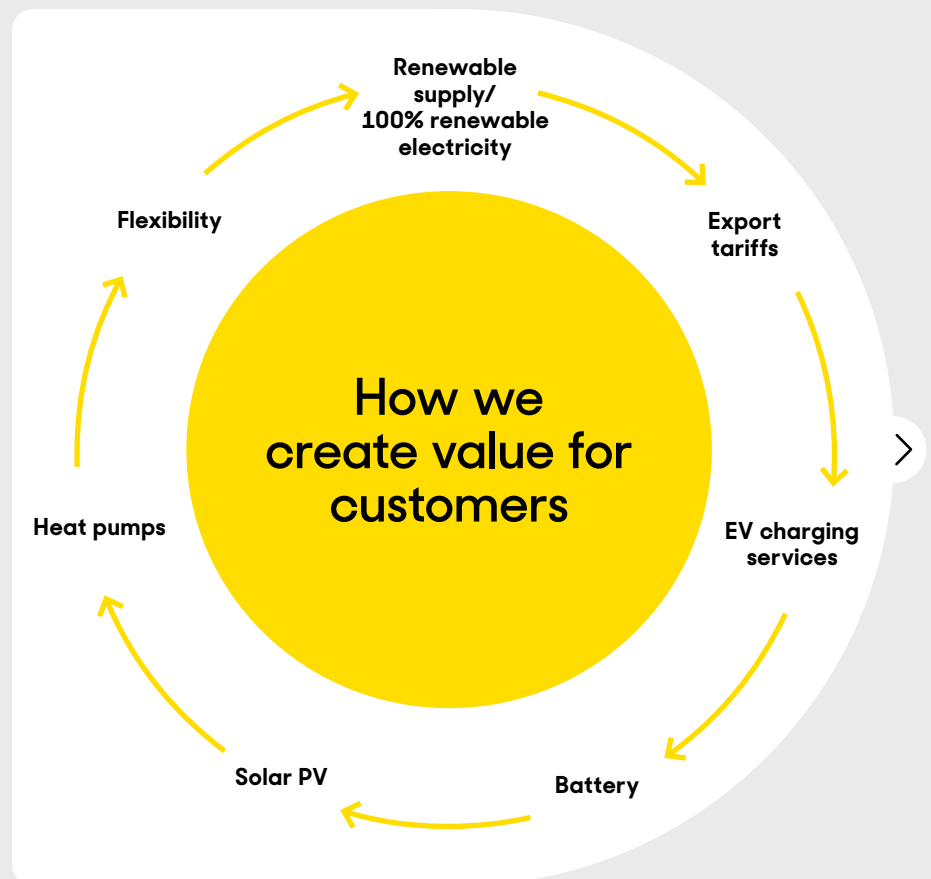 Renewable
supply/
100% renewable
electricity
Export
tariffs
EV charging
services
Battery
Solar PV
Heat pumps
Flexibility
How we
create value for
customers